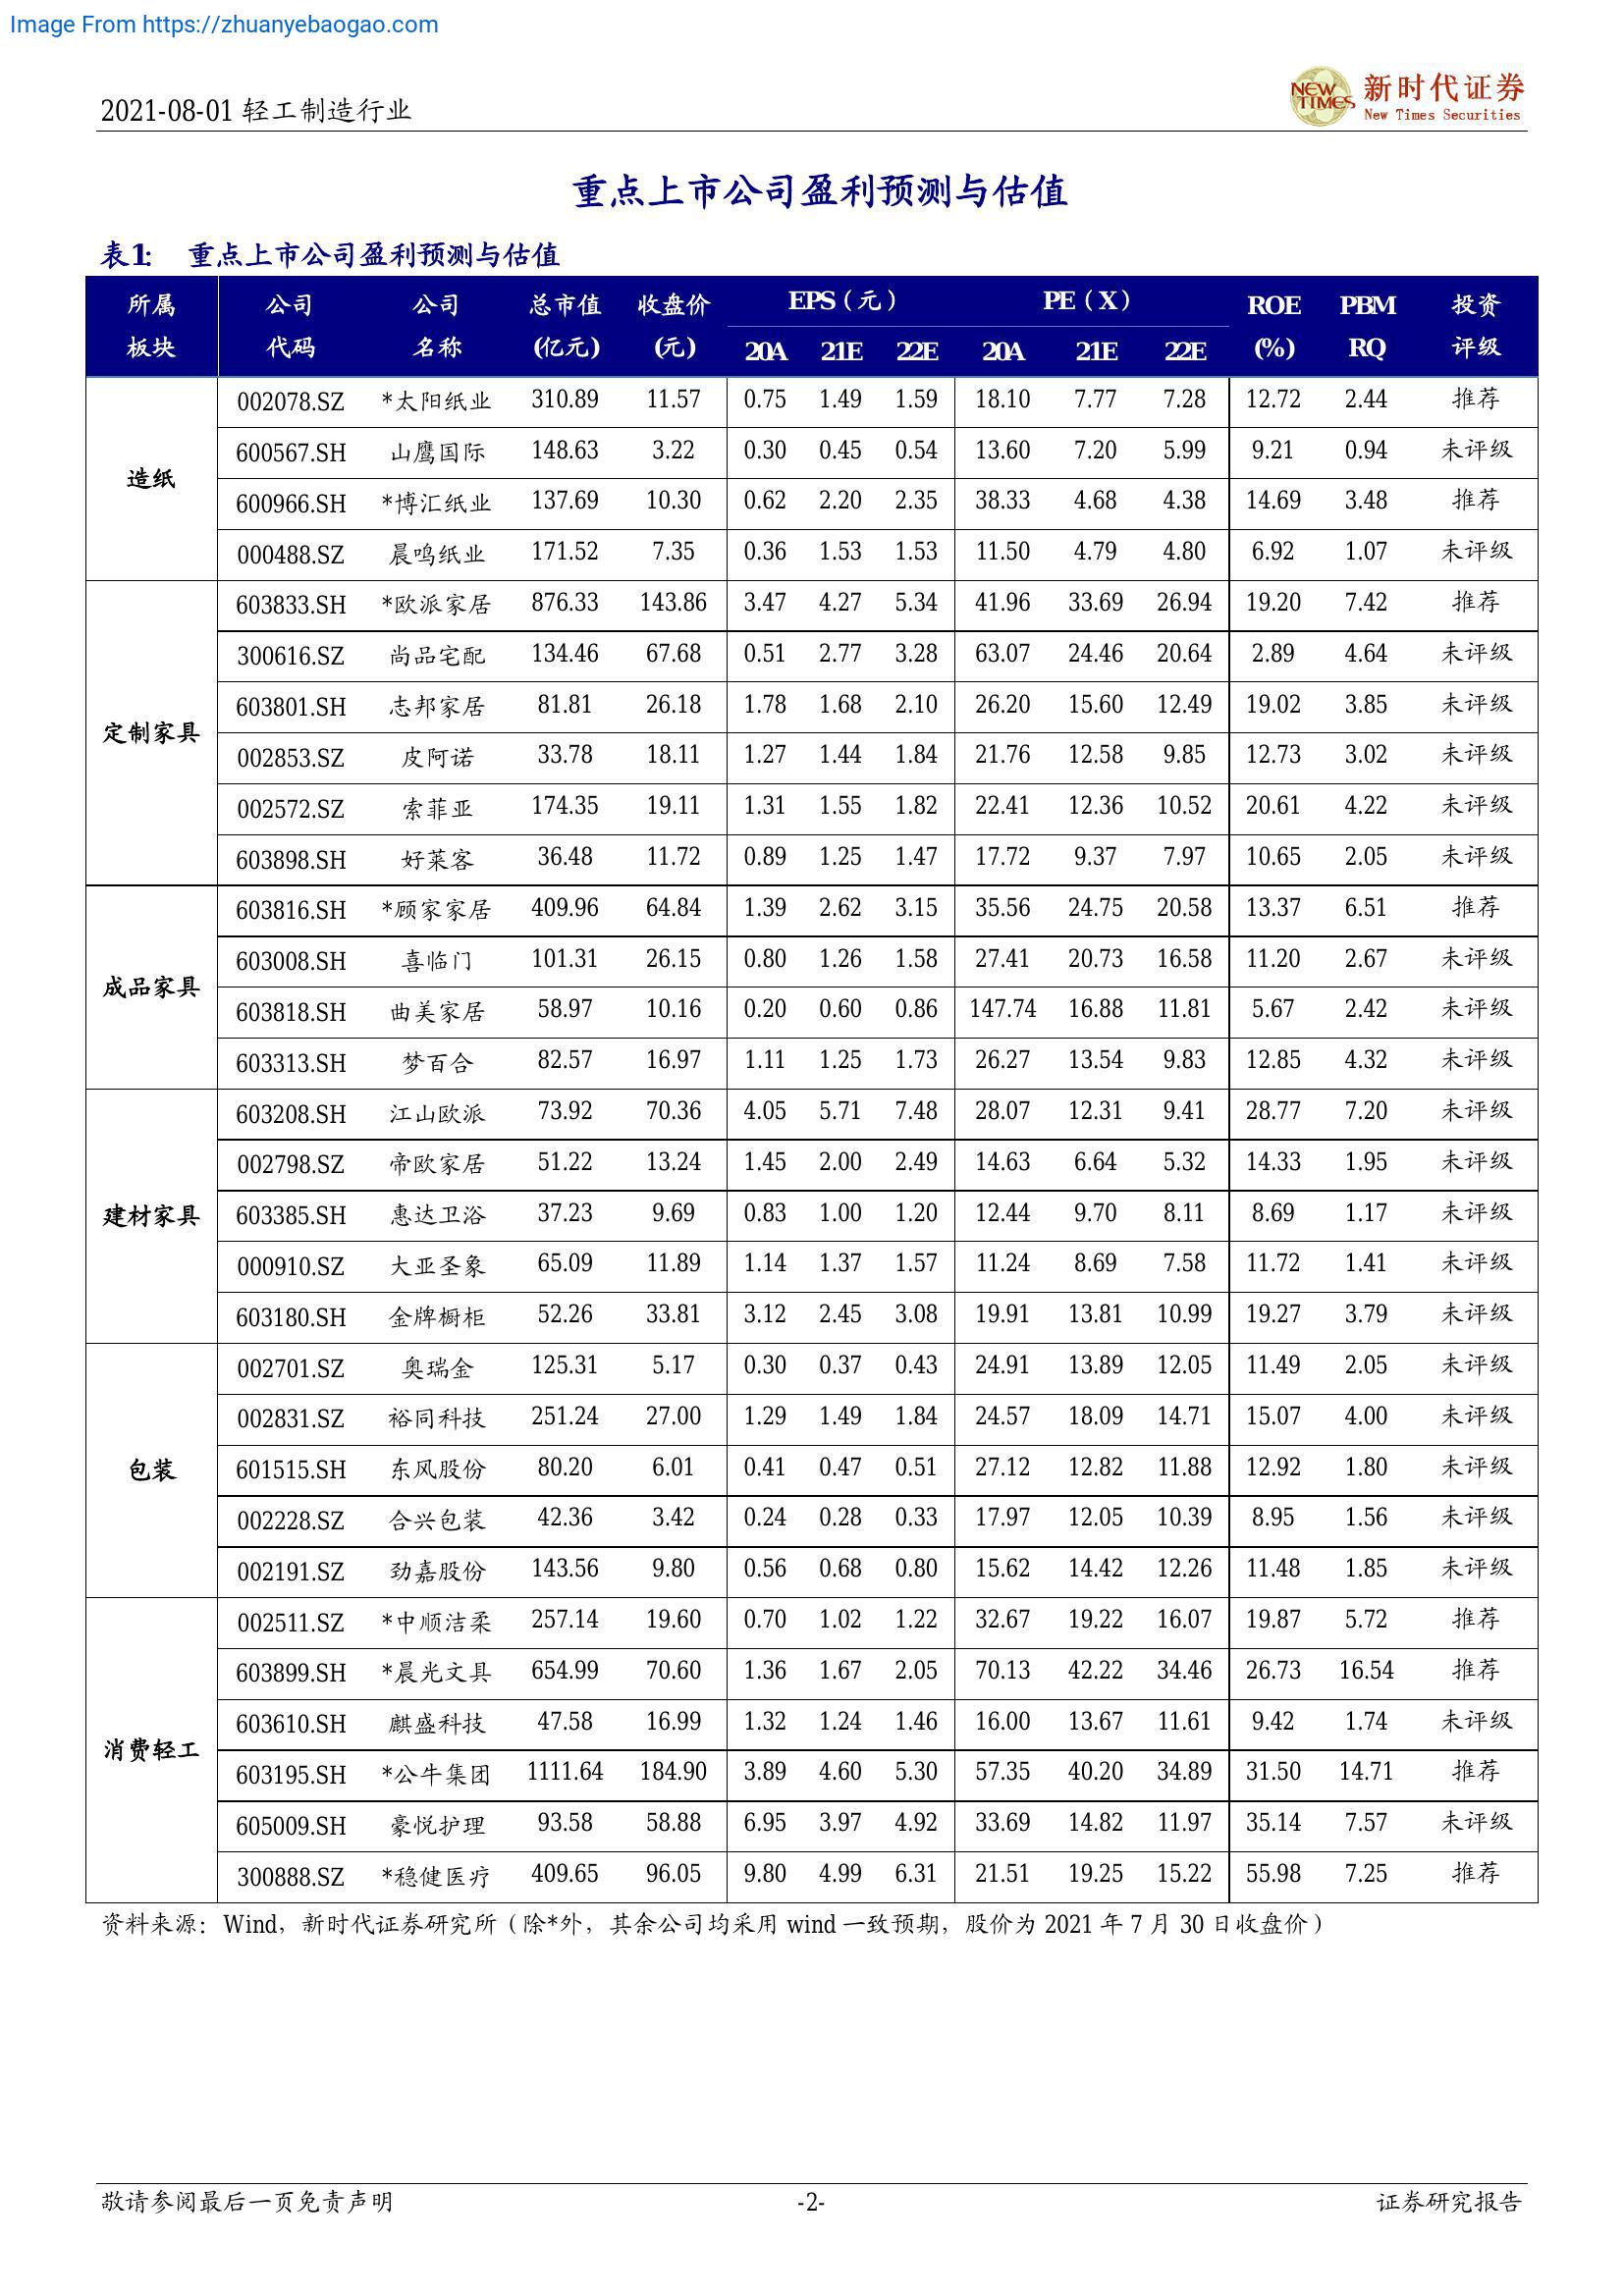 Image From https://zhuanyebaogao.com
2021-08-01 轻工制造行业
NEW TIMES
新时代证券
New Times Securities
重点上市公司盈利预测与估值
表1: 重点上市公司盈利预测与估值
所属板块 公司代码 公司名称 总市值(亿元) 收盘价(元) EPS（元） PE（X） ROE(%) PBMRQ 投资评级
20A 21E 22E 20A 21E 22E
造纸
002078.SZ *太阳纸业 310.89 11.57 0.75 1.49 1.59 18.10 7.77 7.28 12.72 2.44 推荐
600567.SH 山鹰国际 148.63 3.22 0.30 0.45 0.54 13.60 7.20 5.99 9.21 0.94 未评级
600966.SH *博汇纸业 137.69 10.30 0.62 2.20 2.35 38.33 4.68 4.38 14.69 3.48 推荐
000488.SZ 晨鸣纸业 171.52 7.35 0.36 1.53 1.53 11.50 4.79 4.80 6.92 1.07 未评级
定制家具
603833.SH *欧派家居 876.33 143.86 3.47 4.27 5.34 41.96 33.69 26.94 19.20 7.42 推荐
300616.SZ 尚品宅配 134.46 67.68 0.51 2.77 3.28 63.07 24.46 20.64 2.89 4.64 未评级
603801.SH 志邦家居 81.81 26.18 1.78 1.68 2.10 26.20 15.60 12.49 19.02 3.85 未评级
002853.SZ 皮阿诺 33.78 18.11 1.27 1.44 1.84 21.76 12.58 9.85 12.73 3.02 未评级
002572.SZ 索菲亚 174.35 19.11 1.31 1.55 1.82 22.41 12.36 10.52 20.61 4.22 未评级
603898.SH 好莱客 36.48 11.72 0.89 1.25 1.47 17.72 9.37 7.97 10.65 2.05 未评级
成品家具
603816.SH *顾家家居 409.96 64.84 1.39 2.62 3.15 35.56 24.75 20.58 13.37 6.51 推荐
603008.SH 喜临门 101.31 26.15 0.80 1.26 1.58 27.41 20.73 16.58 11.20 2.67 未评级
603818.SH 曲美家居 58.97 10.16 0.20 0.60 0.86 147.74 16.88 11.81 5.67 2.42 未评级
603313.SH 梦百合 82.57 16.97 1.11 1.25 1.73 26.27 13.54 9.83 12.85 4.32 未评级
建材家具
603208.SH 江山欧派 73.92 70.36 4.05 5.71 7.48 28.07 12.31 9.41 28.77 7.20 未评级
002798.SZ 帝欧家居 51.22 13.24 1.45 2.00 2.49 14.63 6.64 5.32 14.33 1.95 未评级
603385.SH 惠达卫浴 37.23 9.69 0.83 1.00 1.20 12.44 9.70 8.11 8.69 1.17 未评级
000910.SZ 大亚圣象 65.09 11.89 1.14 1.37 1.57 11.24 8.69 7.58 11.72 1.41 未评级
603180.SH 金牌橱柜 52.26 33.81 3.12 2.45 3.08 19.91 13.81 10.99 19.27 3.79 未评级
包装
002701.SZ 奥瑞金 125.31 5.17 0.30 0.37 0.43 24.91 13.89 12.05 11.49 2.05 未评级
002831.SZ 裕同科技 251.24 27.00 1.29 1.49 1.84 24.57 18.09 14.71 15.07 4.00 未评级
601515.SH 东风股份 80.20 6.01 0.41 0.47 0.51 27.12 12.82 11.88 12.92 1.80 未评级
002228.SZ 合兴包装 42.36 3.42 0.24 0.28 0.33 17.97 12.05 10.39 8.95 1.56 未评级
002191.SZ 劲嘉股份 143.56 9.80 0.56 0.68 0.80 15.62 14.42 12.26 11.48 1.85 未评级
消费轻工
002511.SZ *中顺洁柔 257.14 19.60 0.70 1.02 1.22 32.67 19.22 16.07 19.87 5.72 推荐
603899.SH *晨光文具 654.99 70.60 1.36 1.67 2.05 70.13 42.22 34.46 26.73 16.54 推荐
603610.SH 麒盛科技 47.58 16.99 1.32 1.24 1.46 16.00 13.67 11.61 9.42 1.74 未评级
603195.SH *公牛集团 1111.64 184.90 3.89 4.60 5.30 57.35 40.20 34.89 31.50 14.71 推荐
605009.SH 豪悦护理 93.58 58.88 6.95 3.97 4.92 33.69 14.82 11.97 35.14 7.57 未评级
300888.SZ *稳健医疗 409.65 96.05 9.80 4.99 6.31 21.51 19.25 15.22 55.98 7.25 推荐
资料来源：Wind，新时代证券研究所（除*外，其余公司均采用 wind 一致预期，股价为 2021 年 7 月 30 日收盘价）
敬请参阅最后一页免责声明 -2- 证券研究报告